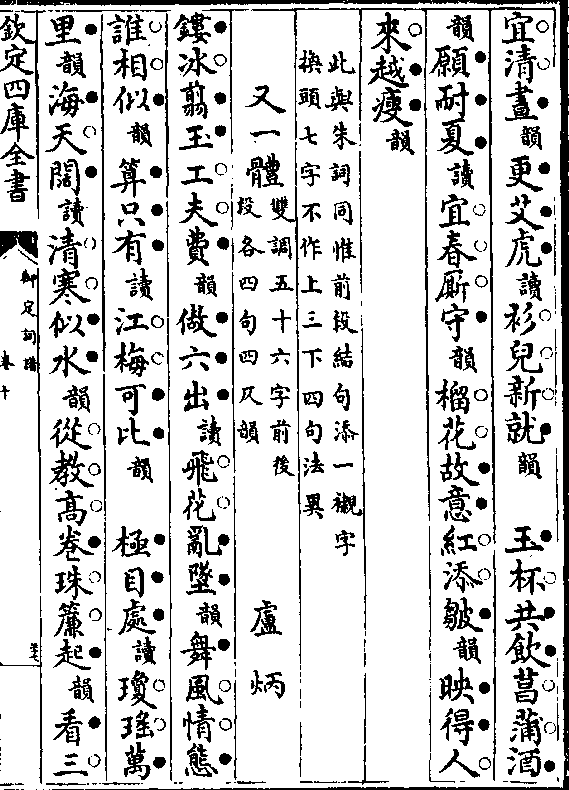 宜清晝韻更艾虎讀衫兒新就韻　玉杯共飲菖蒲酒
韻願耐夏讀宜春厮守韻榴花故意紅添皺韻映得人
來越瘦韻
此與朱詞同惟前段結句添一襯字
換頭七字不作上三下四句法異
又一體雙調五十六字前後
段各四句四仄韻　盧炳
鏤冰翦玉工夫費韻做六出讀飛花亂墜韻舞風情態
誰相似韻算只有讀江梅可比韻　極目處讀瓊瑤萬
里韻海天闊讀清寒似水韻從教高卷珠簾起韻看三
欽定四庫全書
御定詞譜
卷十